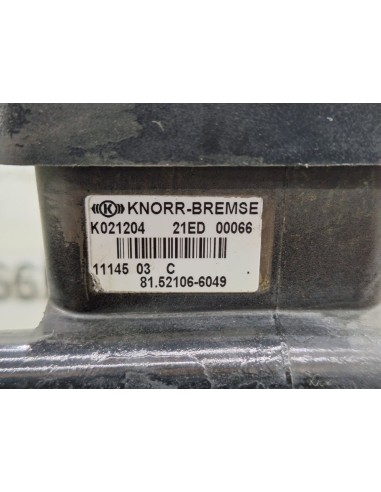 KNORR-BREMSE
K021204 21ED 00066
11145 03 C
81.52106-6049